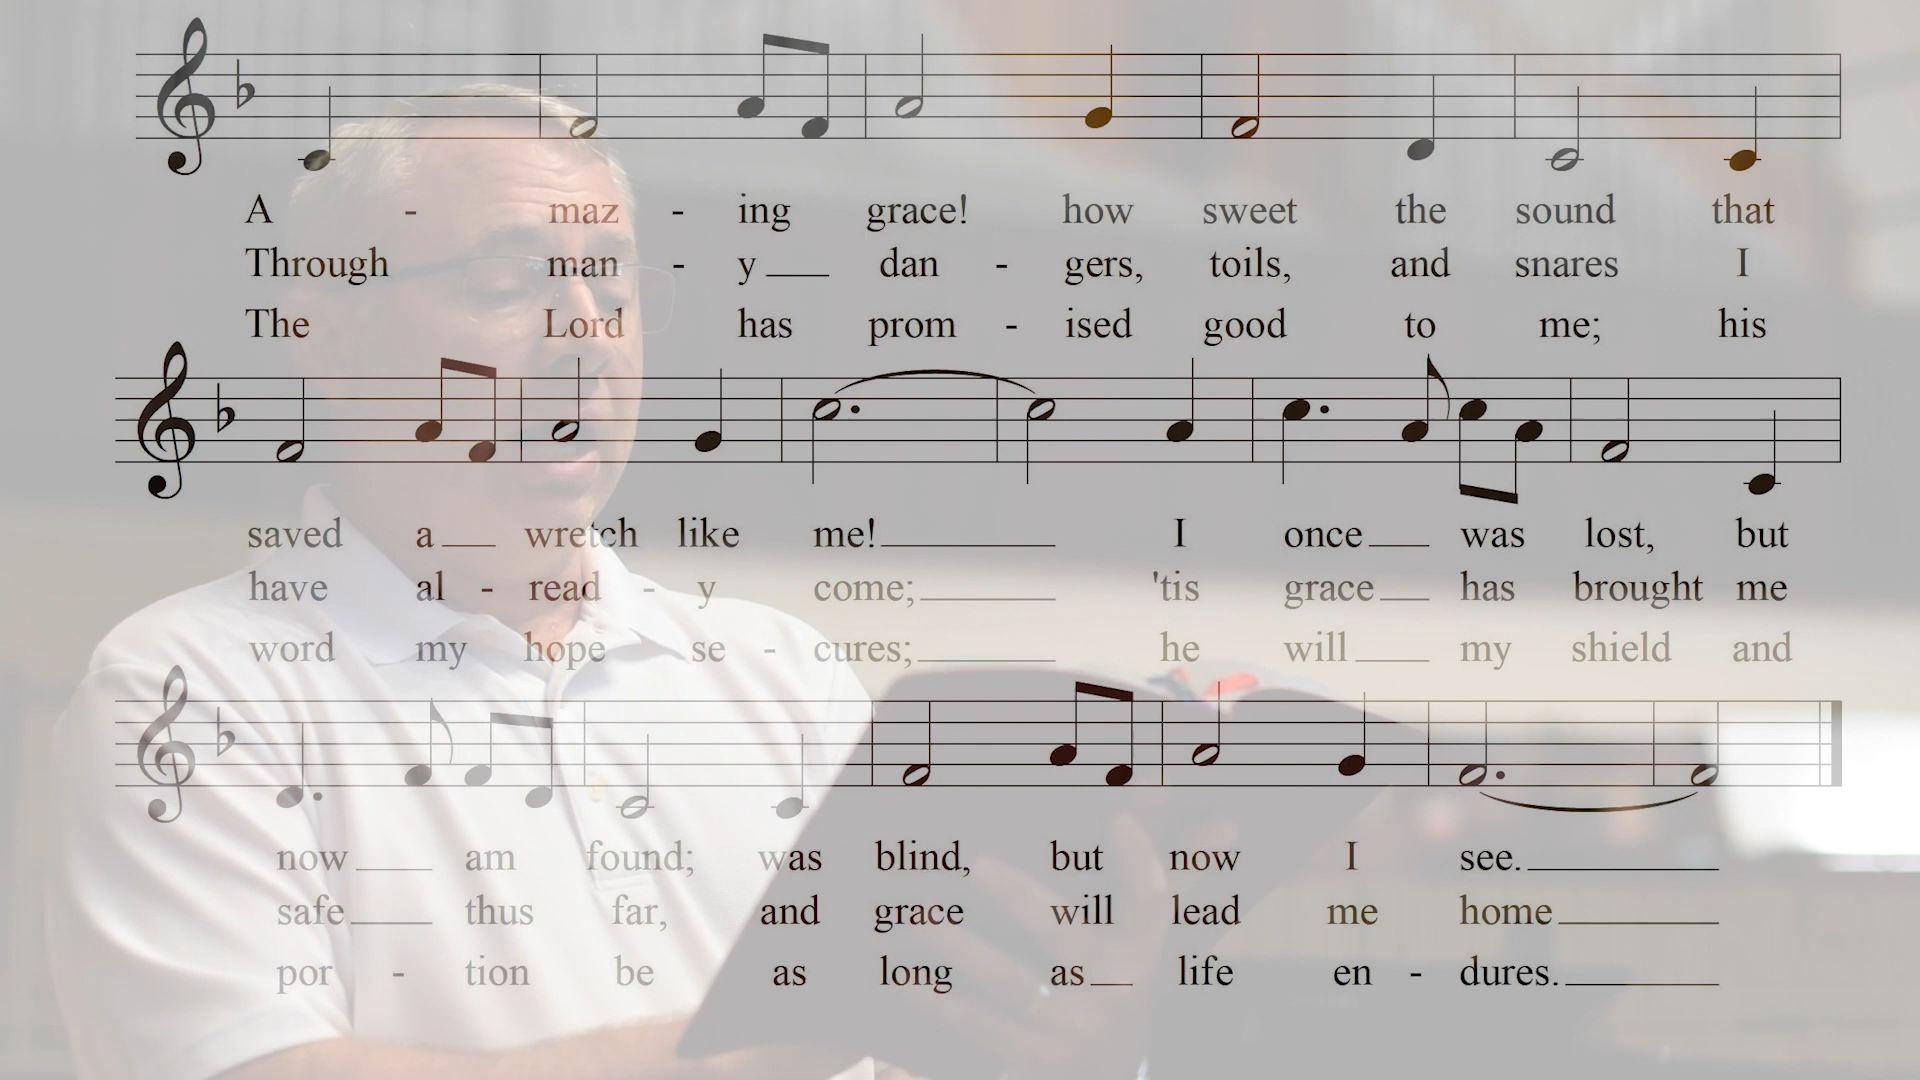 A - maz - ing grace! how sweet the sound that
Through man - y dan - gers, toils, and snares I
The Lord has prom - ised good to me; his
saved a wretch like me! I once was lost, but
have al - read - y come; 'tis grace has brought me
word my hope se - cures; he will my shield and
now am found; was blind, but now I see.
safe thus far, and grace will lead me home
por - tion be as long as life en - dures.